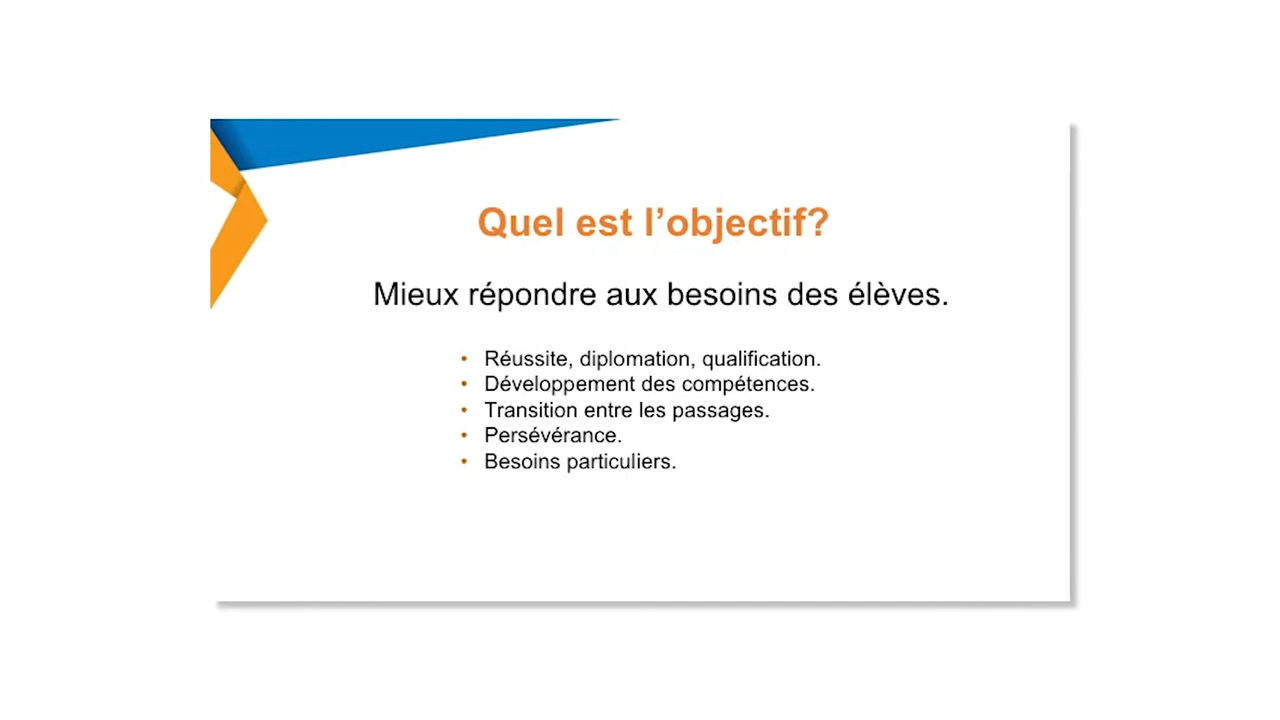 Quel est l’objectif?
Mieux répondre aux besoins des élèves.
• Réussite, diplomation, qualification.
• Développement des compétences.
• Transition entre les passages.
• Persévérance.
• Besoins particuliers.